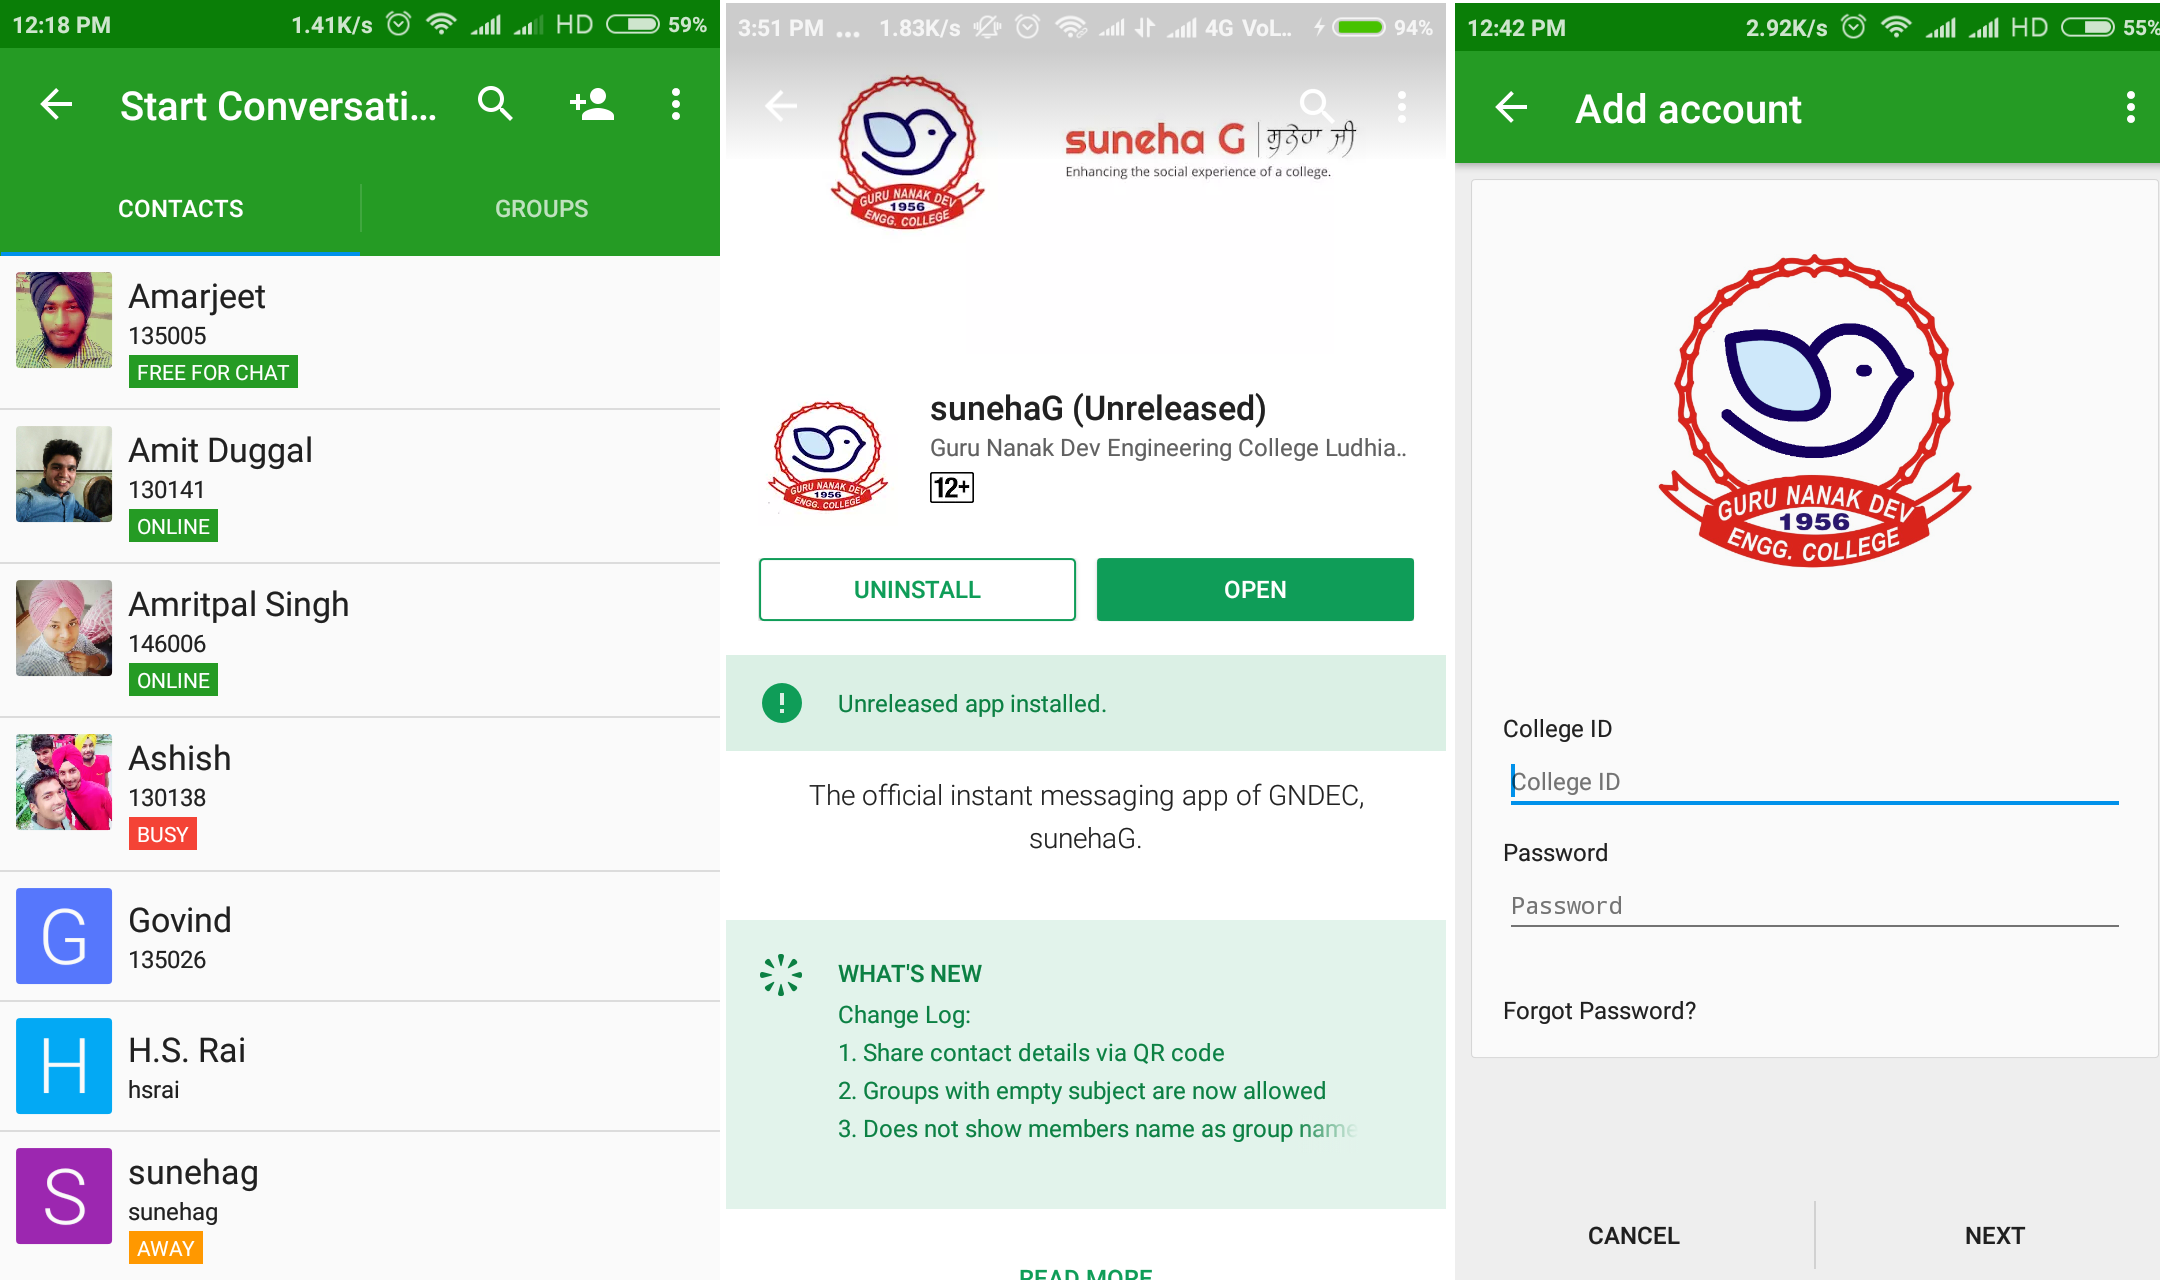 12:18 PM 1.41K/s HD 59%
Start Conversati...
CONTACTS GROUPS
Amarjeet
135005
FREE FOR CHAT
Amit Duggal
130141
ONLINE
Amritpal Singh
146006
ONLINE
Ashish
130138
BUSY
G
Govind
135026
H
H.S. Rai
hsrai
S
sunehag
sunehag
AWAY
3:51 PM ... 1.83K/s 4G VoL.. 94%
GURU NANAK DEV
1956
ENGG. COLLEGE
suneha G | ਸੁਨੇਹਾ ਜੀ
Enhancing the social experience of a college.
GURU NANAK DEV
1956
ENGG. COLLEGE
sunehaG (Unreleased)
Guru Nanak Dev Engineering College Ludhia..
12+
UNINSTALL OPEN
Unreleased app installed.
The official instant messaging app of GNDEC,
sunehaG.
WHAT'S NEW
Change Log:
1. Share contact details via QR code
2. Groups with empty subject are now allowed
3. Does not show members name as group name
READ MORE
12:42 PM 2.92K/s HD 55%
Add account
GURU NANAK DEV
1956
ENGG. COLLEGE
College ID
College ID
Password
Password
Forgot Password?
CANCEL NEXT